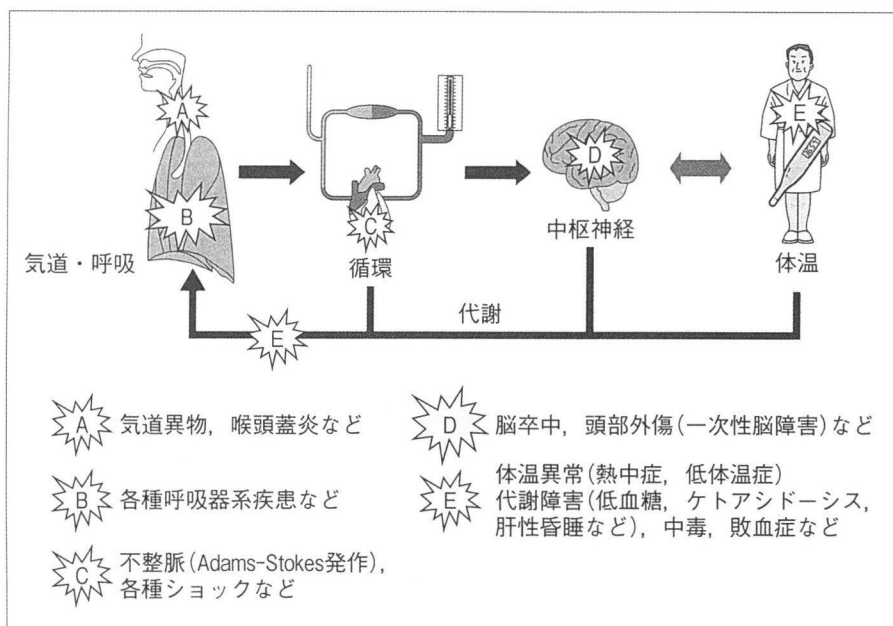 A
E
B
D
C
気道・呼吸
循環
中枢神経
体温
代謝
E
A 気道異物，喉頭蓋炎など
B 各種呼吸器系疾患など
C 不整脈(Adams-Stokes発作)，
各種ショックなど
D 脳卒中，頭部外傷(一次性脳障害)など
E 体温異常(熱中症，低体温症)
代謝障害(低血糖，ケトアシドーシス，
肝性昏睡など)，中毒，敗血症など